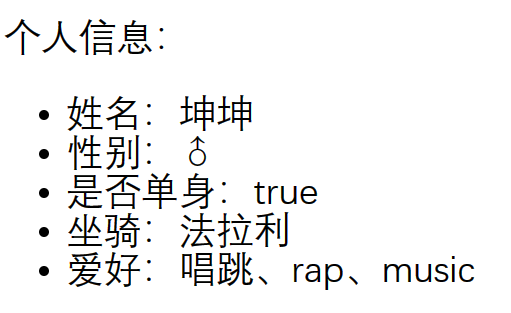 个人信息：
• 姓名：坤坤
• 性别：♂
• 是否单身：true
• 坐骑：法拉利
• 爱好：唱跳、rap、music